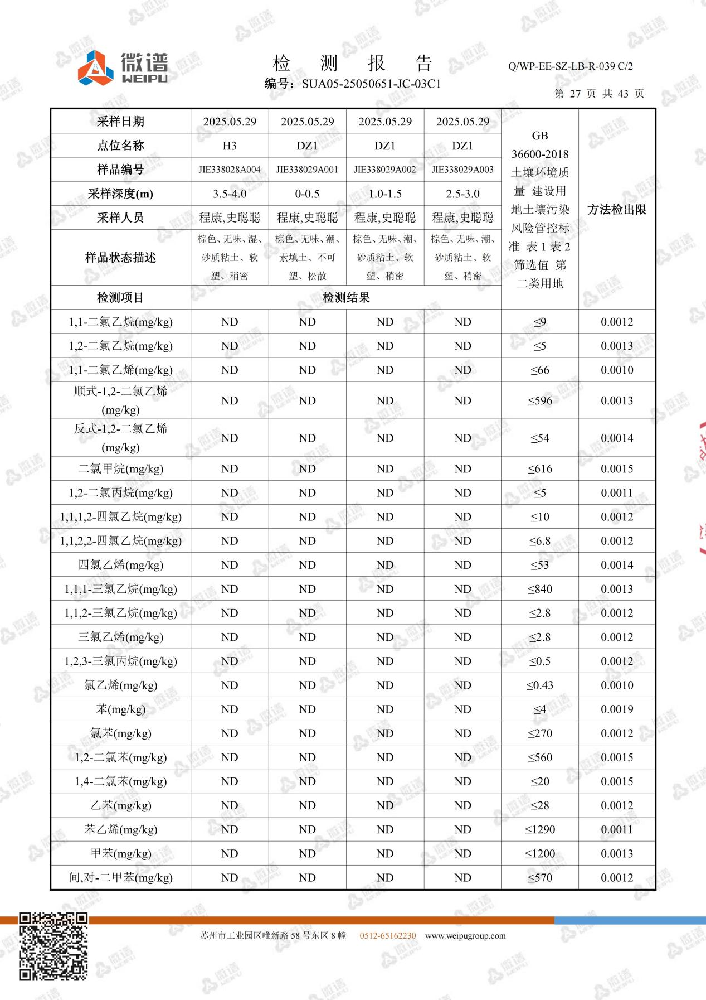 微谱
WEIPU
检 测 报 告
编号：SUA05-25050651-JC-03C1
Q/WP-EE-SZ-LB-R-039 C/2
第 27 页 共 43 页
采样日期 2025.05.29 2025.05.29 2025.05.29 2025.05.29
点位名称 H3 DZ1 DZ1 DZ1
样品编号 JIE338028A004 JIE338029A001 JIE338029A002 JIE338029A003
采样深度(m) 3.5-4.0 0-0.5 1.0-1.5 2.5-3.0
采样人员 程康,史聪聪 程康,史聪聪 程康,史聪聪 程康,史聪聪
样品状态描述
棕色、无味、湿、
砂质粘土、软
塑、稍密
棕色、无味、潮、
素填土、不可
塑、松散
棕色、无味、潮、
砂质粘土、软
塑、稍密
棕色、无味、潮、
砂质粘土、软
塑、稍密
GB
36600-2018
土壤环境质
量 建设用
地土壤污染
风险管控标
准 表 1 表 2
筛选值 第
二类用地
方法检出限
检测项目 检测结果
1,1-二氯乙烷(mg/kg) ND ND ND ND ≤9 0.0012
1,2-二氯乙烷(mg/kg) ND ND ND ND ≤5 0.0013
1,1-二氯乙烯(mg/kg) ND ND ND ND ≤66 0.0010
顺式-1,2-二氯乙烯
(mg/kg) ND ND ND ND ≤596 0.0013
反式-1,2-二氯乙烯
(mg/kg) ND ND ND ND ≤54 0.0014
二氯甲烷(mg/kg) ND ND ND ND ≤616 0.0015
1,2-二氯丙烷(mg/kg) ND ND ND ND ≤5 0.0011
1,1,1,2-四氯乙烷(mg/kg) ND ND ND ND ≤10 0.0012
1,1,2,2-四氯乙烷(mg/kg) ND ND ND ND ≤6.8 0.0012
四氯乙烯(mg/kg) ND ND ND ND ≤53 0.0014
1,1,1-三氯乙烷(mg/kg) ND ND ND ND ≤840 0.0013
1,1,2-三氯乙烷(mg/kg) ND ND ND ND ≤2.8 0.0012
三氯乙烯(mg/kg) ND ND ND ND ≤2.8 0.0012
1,2,3-三氯丙烷(mg/kg) ND ND ND ND ≤0.5 0.0012
氯乙烯(mg/kg) ND ND ND ND ≤0.43 0.0010
苯(mg/kg) ND ND ND ND ≤4 0.0019
氯苯(mg/kg) ND ND ND ND ≤270 0.0012
1,2-二氯苯(mg/kg) ND ND ND ND ≤560 0.0015
1,4-二氯苯(mg/kg) ND ND ND ND ≤20 0.0015
乙苯(mg/kg) ND ND ND ND ≤28 0.0012
苯乙烯(mg/kg) ND ND ND ND ≤1290 0.0011
甲苯(mg/kg) ND ND ND ND ≤1200 0.0013
间,对-二甲苯(mg/kg) ND ND ND ND ≤570 0.0012
苏州市工业园区唯新路 58 号东区 8 幢 0512-65162230 www.weipugroup.com